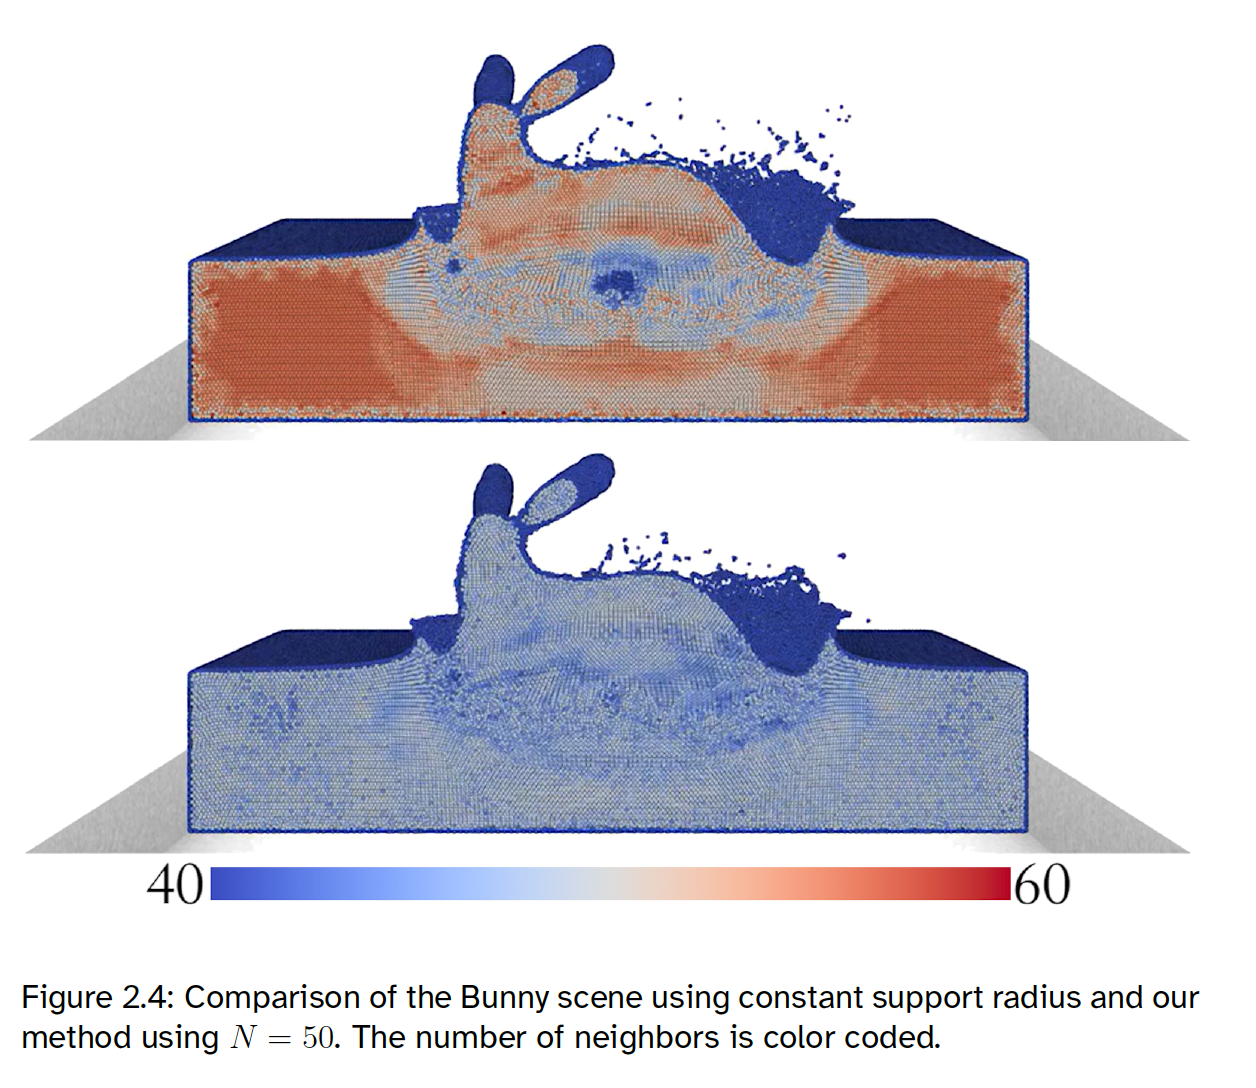 40 60
Figure 2.4: Comparison of the Bunny scene using constant support radius and our
method using N = 50. The number of neighbors is color coded.